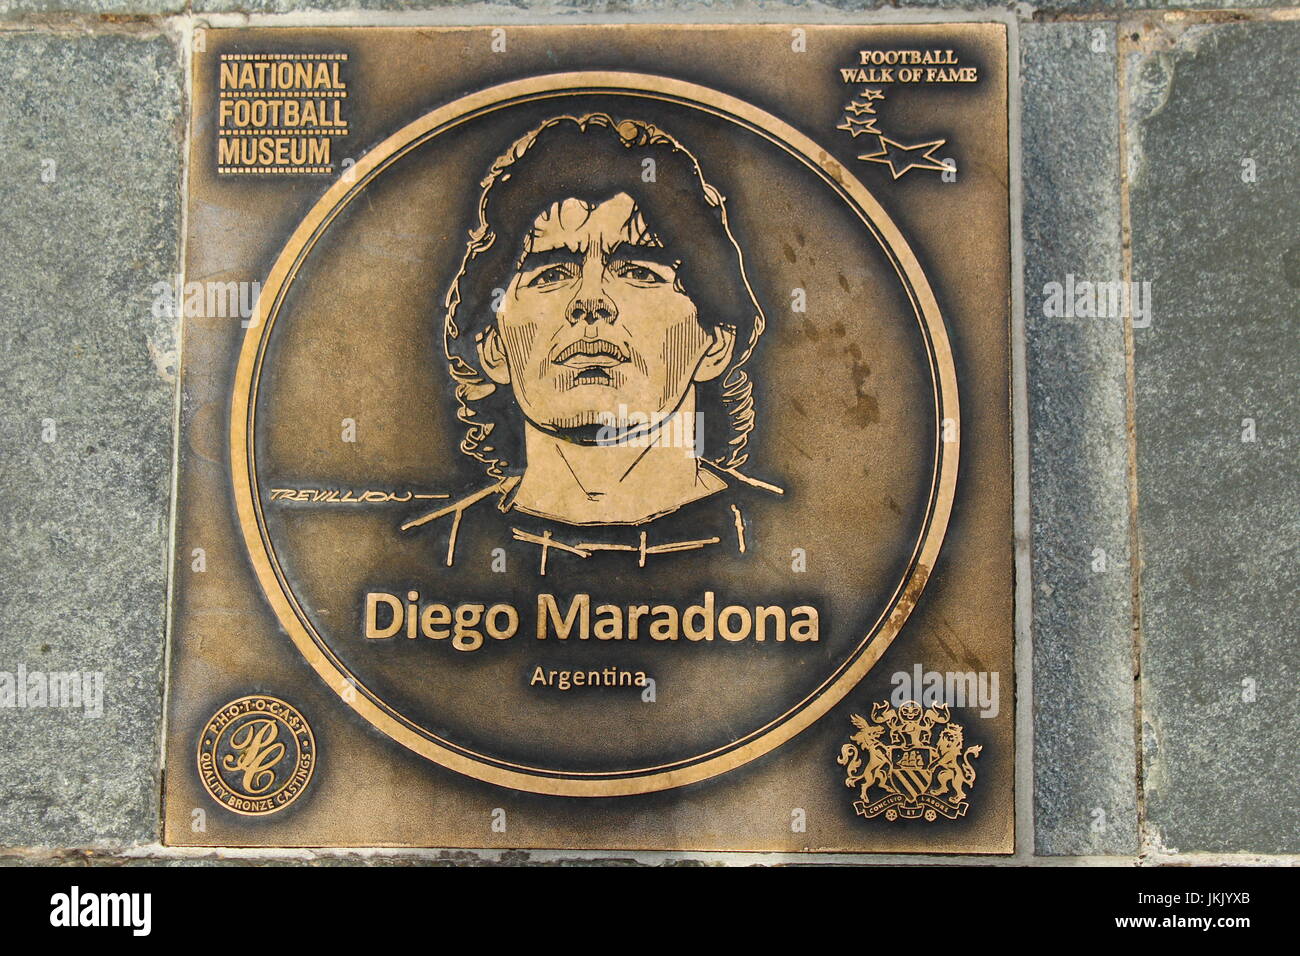 NATIONAL
FOOTBALL
MUSEUM
FOOTBALL
WALK OF FAME
TREVILLION
Diego Maradona
Argentina
PHOTOCAST
PC
QUALITY BRONZE CASTINGS
CONCILIO ET LABORE
alamy
www.alamy.com
JKJYXB